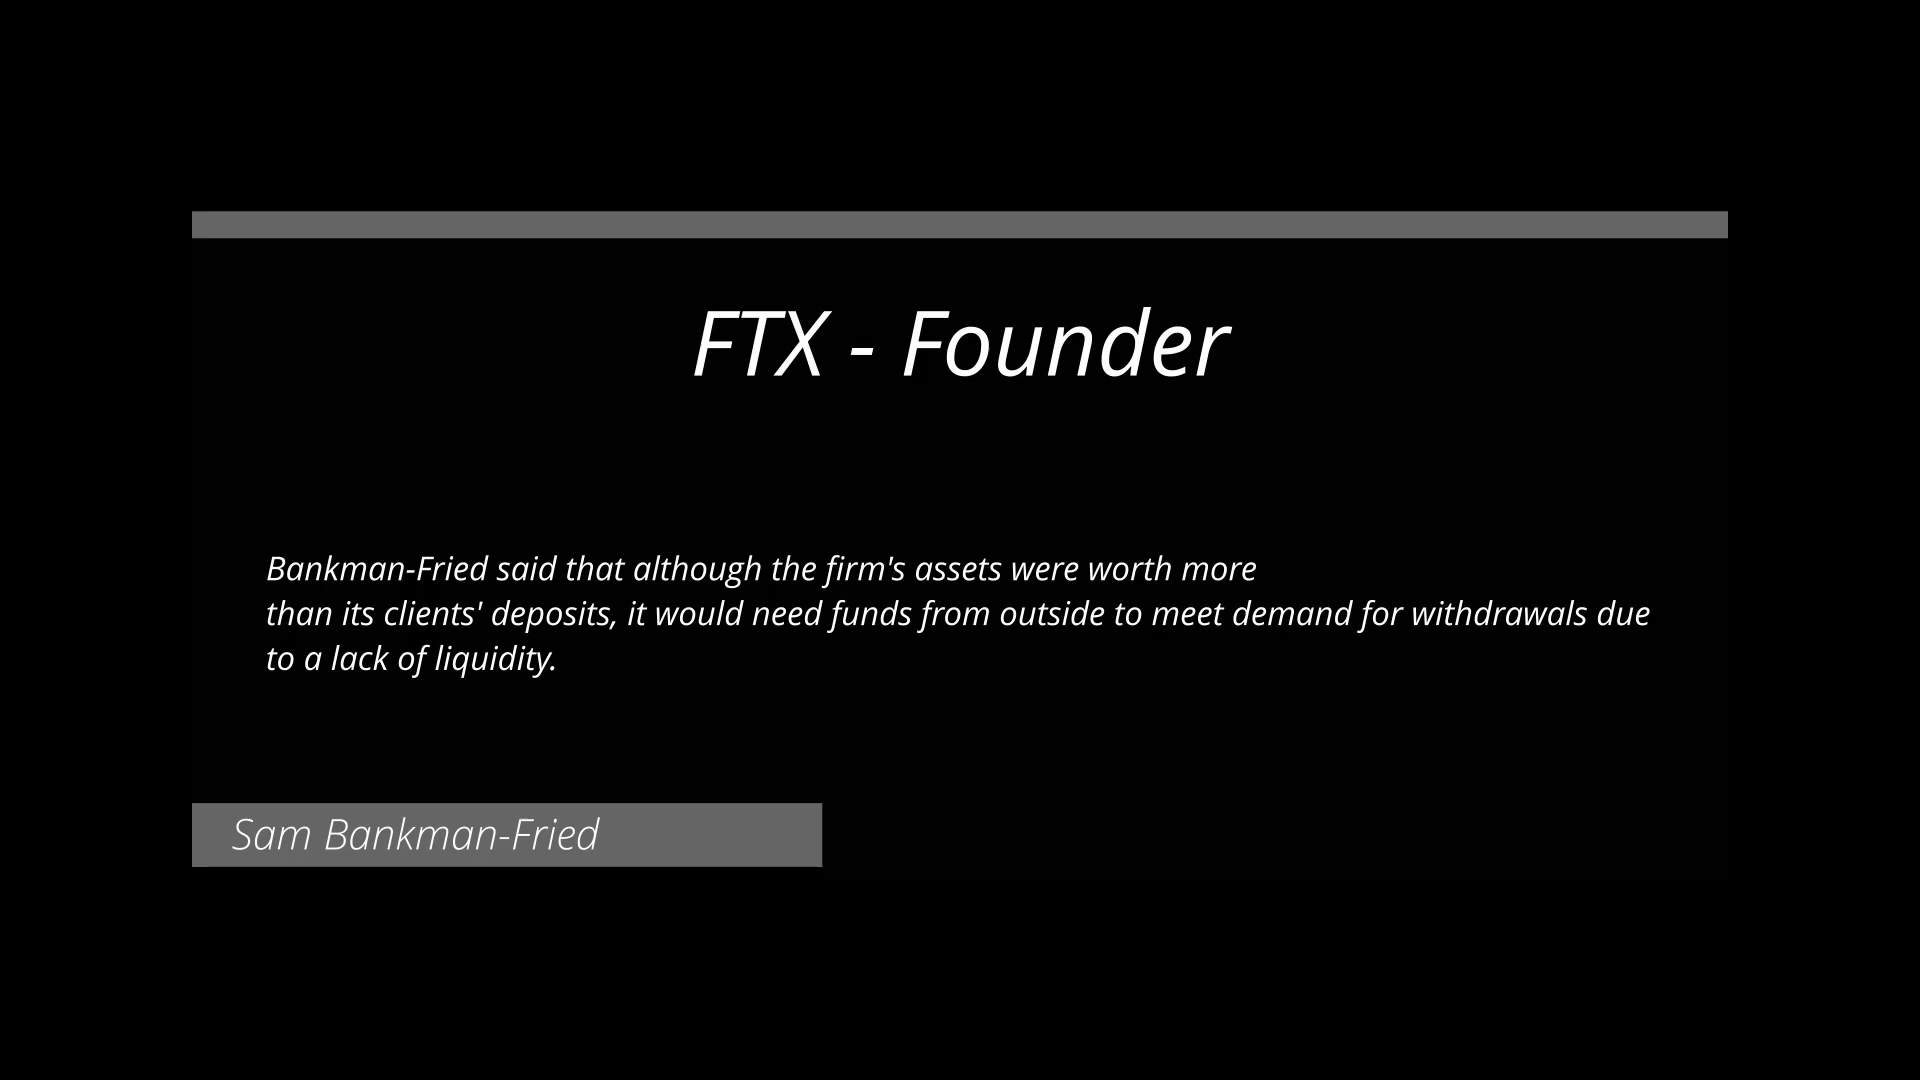 FTX - Founder
Bankman-Fried said that although the firm's assets were worth more
than its clients' deposits, it would need funds from outside to meet demand for withdrawals due
to a lack of liquidity.
Sam Bankman-Fried